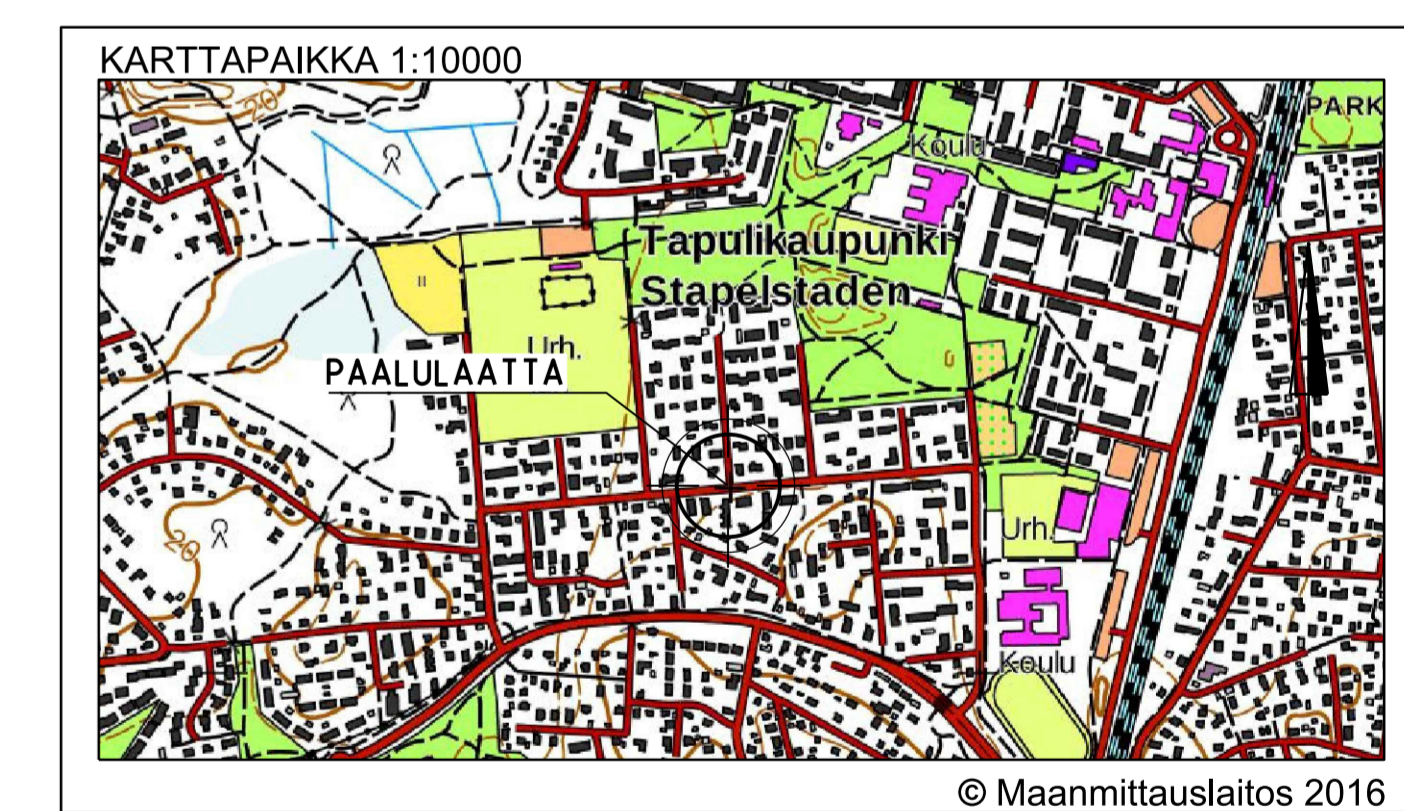 KARTTAPAIKKA 1:10000
20
PARK
Koulu
Tapulikaupunki
Stapelstaden
Urh.
PAALULAATTA
20
Urh.
Koulu
© Maanmittauslaitos 2016